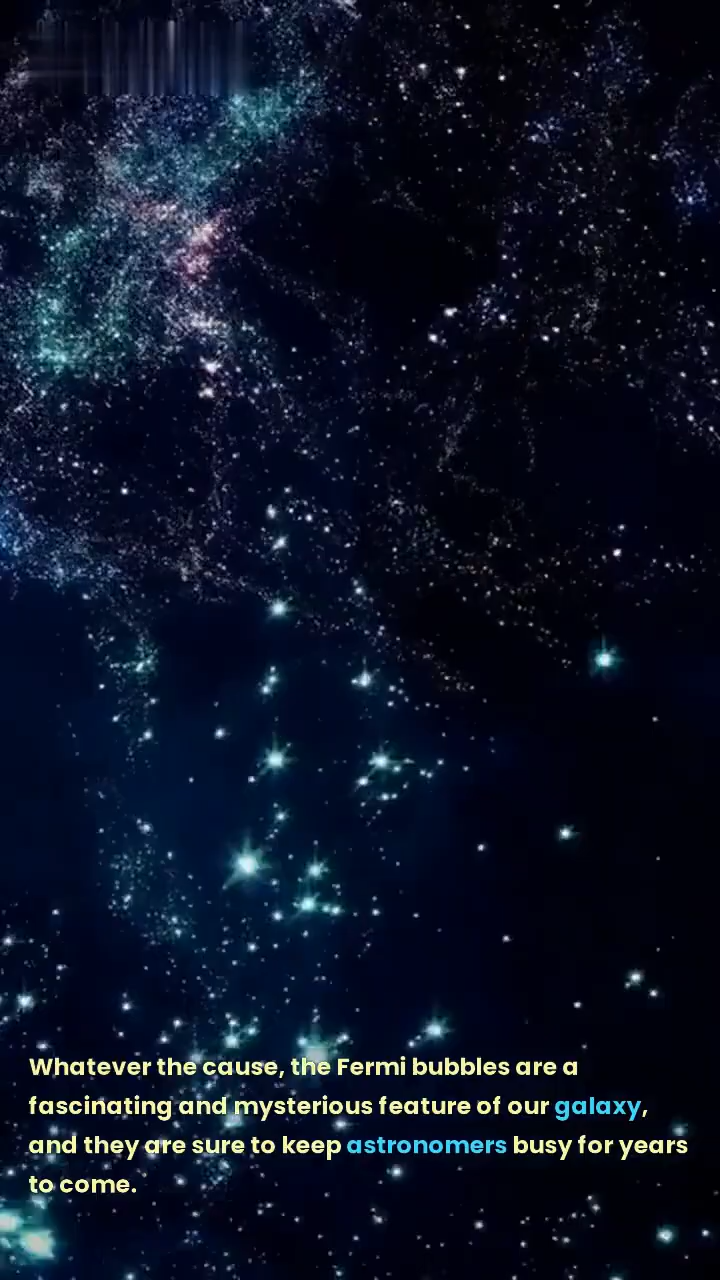 Whatever the cause, the Fermi bubbles are a
fascinating and mysterious feature of our galaxy,
and they are sure to keep astronomers busy for years
to come.